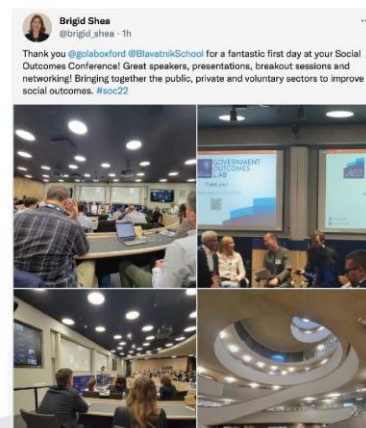 Brigid Shea
@brigid_shea · 1h
Thank you @golaboxford @BlavatnikSchool for a fantastic first day at your Social
Outcomes Conference! Great speakers, presentations, breakout sessions and
networking! Bringing together the public, private and voluntary sectors to improve
social outcomes. #soc22
GOVERNMENT
OUTCOMES
LAB
Thank you!